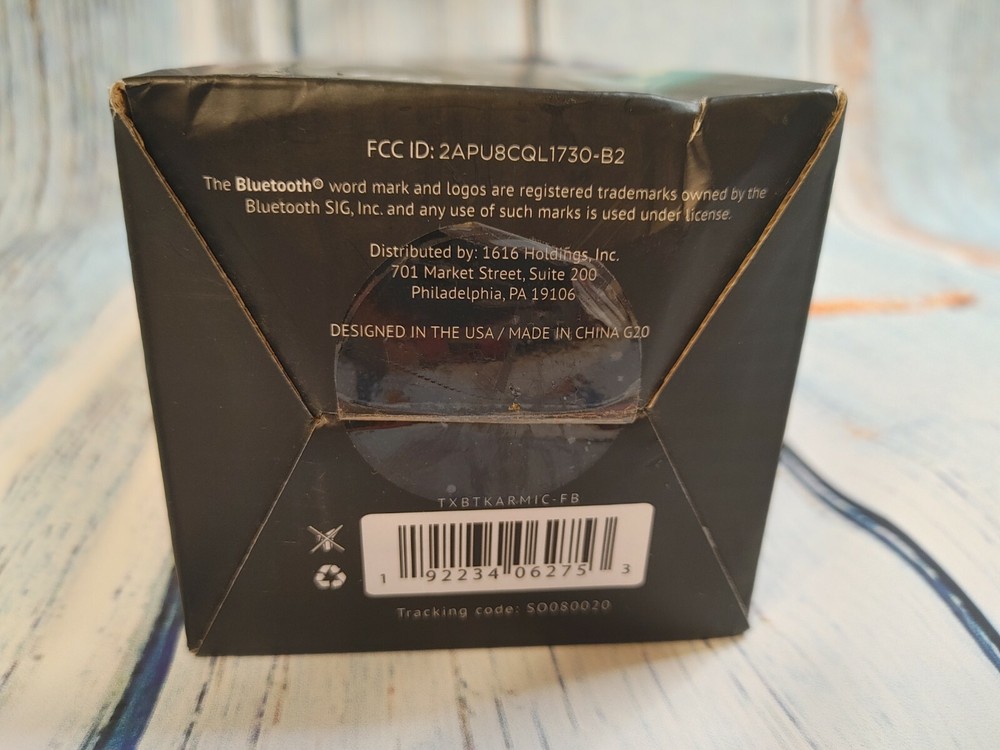 FCC ID: 2APU8CQL1730-B2
The Bluetooth® word mark and logos are registered trademarks owned by the
Bluetooth SIG, Inc. and any use of such marks is used under license.
Distributed by: 1616 Holdings, Inc.
701 Market Street, Suite 200
Philadelphia, PA 19106
DESIGNED IN THE USA / MADE IN CHINA G20
TXBTKARMIC-FB
1 92234 06275 3
Tracking code: SO080020